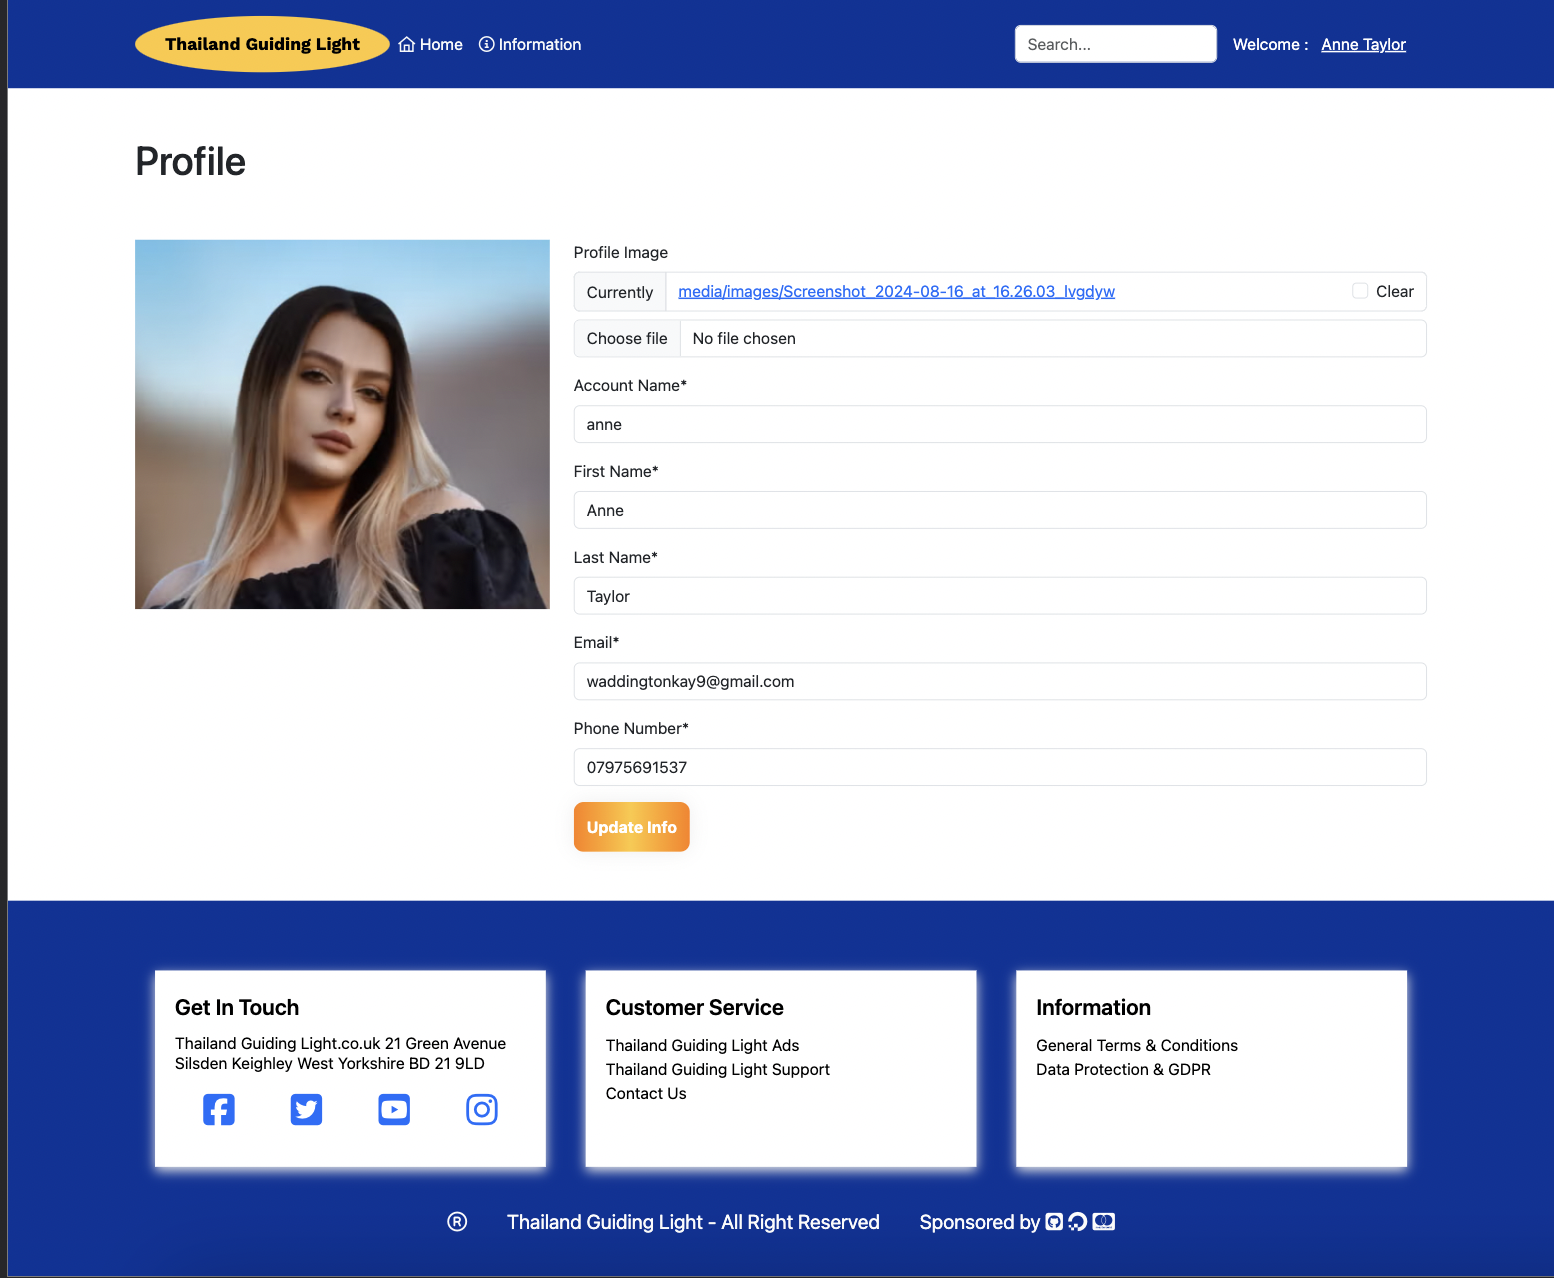 Thailand Guiding Light
Home
Information
Search...
Welcome :
Anne Taylor
Profile
Profile Image
Currently
media/images/Screenshot_2024-08-16_at_16.26.03_lvgdyw
Clear
Choose file
No file chosen
Account Name*
anne
First Name*
Anne
Last Name*
Taylor
Email*
waddingtonkay9@gmail.com
Phone Number*
07975691537
Update Info
Get In Touch
Thailand Guiding Light.co.uk 21 Green Avenue
Silsden Keighley West Yorkshire BD 21 9LD
Customer Service
Thailand Guiding Light Ads
Thailand Guiding Light Support
Contact Us
Information
General Terms & Conditions
Data Protection & GDPR
® Thailand Guiding Light - All Right Reserved
Sponsored by